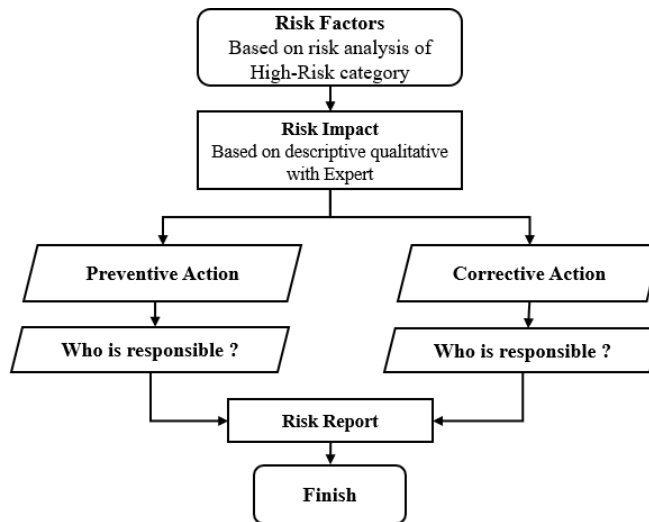 Risk Factors
Based on risk analysis of
High-Risk category
Risk Impact
Based on descriptive qualitative
with Expert
Preventive Action
Corrective Action
Who is responsible ?
Who is responsible ?
Risk Report
Finish